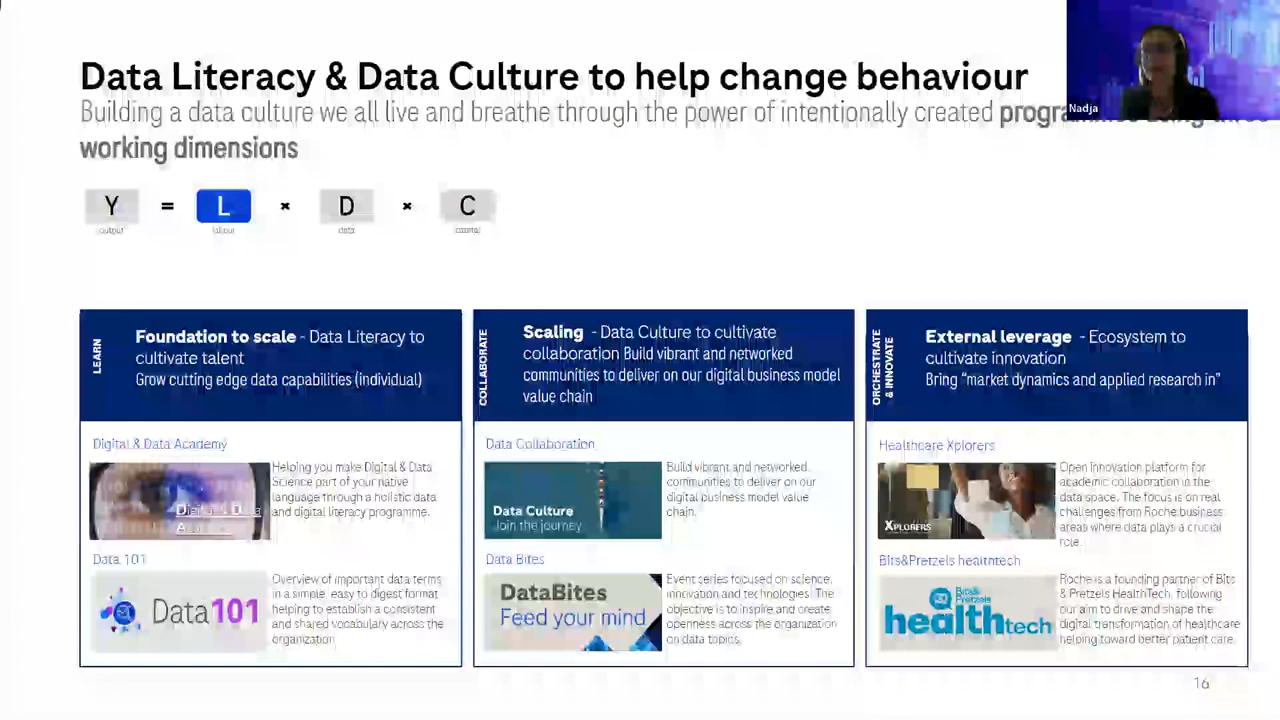 Data Literacy & Data Culture to help change behaviour
Building a data culture we all live and breathe through the power of intentionally created
working dimensions
Nadja
Y = L × D × C
output
labour
data
capital
LEARN
Foundation to scale - Data Literacy to
cultivate talent
Grow cutting edge data capabilities (individual)
Digital & Data Academy
Helping you make Digital & Data
Science part of your native
language through a holistic data
and digital literacy programme.
Data 101
Data101
Overview of important data terms
in a simple, easy to digest format
helping to establish a consistent
and shared vocabulary across the
organization
COLLABORATE
Scaling - Data Culture to cultivate
collaboration Build vibrant and networked
communities to deliver on our digital business model
value chain
Data Collaboration
Data Culture
Join the journey
Build vibrant and networked
communities to deliver on our
digital business model value
chain.
Data Bites
DataBites
Feed your mind
Event series focused on science,
innovation and technologies. The
objective is to inspire and create
openness across the organization
on data topics.
ORCHESTRATE
& INNOVATE
External leverage - Ecosystem to
cultivate innovation
Bring “market dynamics and applied research in”
Healthcare Xplorers
XPLORERS
Open innovation platform for
academic collaboration in the
data space. The focus is on real
challenges from Roche business
areas where data plays a crucial
role.
Bits&Pretzels healthtech
Bits&
Pretzels
healthtech
Roche is a founding partner of Bits
& Pretzels HealthTech, following
our aim to drive and shape the
digital transformation of healthcare
helping toward better patient care.
16